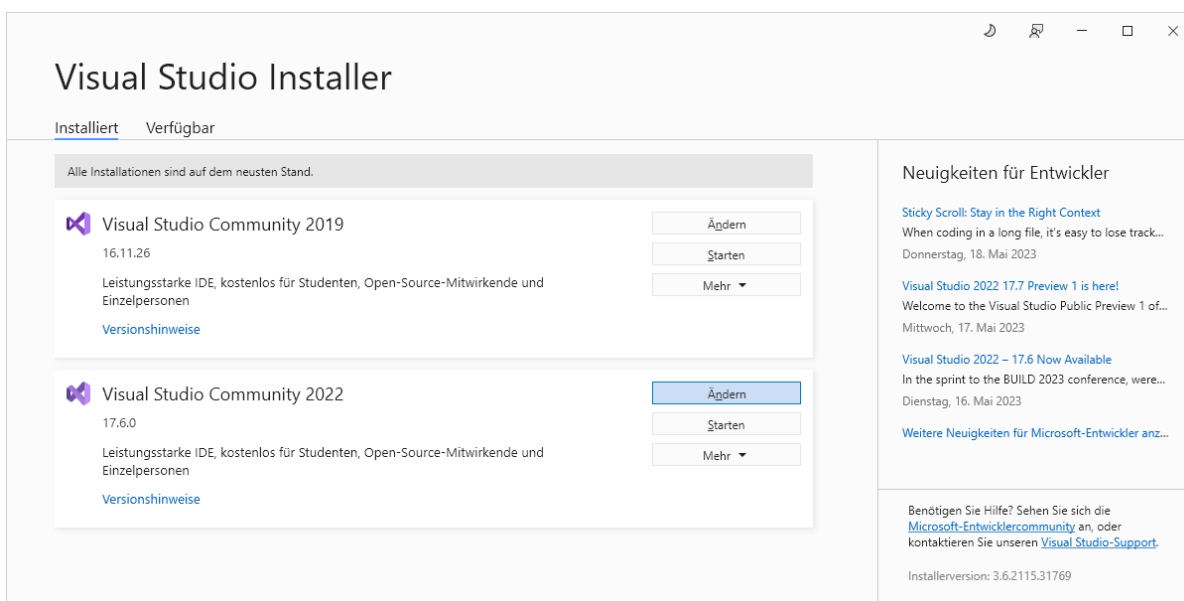 Visual Studio Installer
Installiert
Verfügbar
Alle Installationen sind auf dem neusten Stand.
Visual Studio Community 2019
16.11.26
Leistungsstarke IDE, kostenlos für Studenten, Open-Source-Mitwirkende und
Einzelpersonen
Versionshinweise
Ändern
Starten
Mehr
Visual Studio Community 2022
17.6.0
Leistungsstarke IDE, kostenlos für Studenten, Open-Source-Mitwirkende und
Einzelpersonen
Versionshinweise
Ändern
Starten
Mehr
Neuigkeiten für Entwickler
Sticky Scroll: Stay in the Right Context
When coding in a long file, it's easy to lose track...
Donnerstag, 18. Mai 2023
Visual Studio 2022 17.7 Preview 1 is here!
Welcome to the Visual Studio Public Preview 1 of...
Mittwoch, 17. Mai 2023
Visual Studio 2022 – 17.6 Now Available
In the sprint to the BUILD 2023 conference, were...
Dienstag, 16. Mai 2023
Weitere Neuigkeiten für Microsoft-Entwickler anz...
Benötigen Sie Hilfe? Sehen Sie sich die
Microsoft-Entwicklercommunity an, oder
kontaktieren Sie unseren Visual Studio-Support.
Installerversion: 3.6.2115.31769